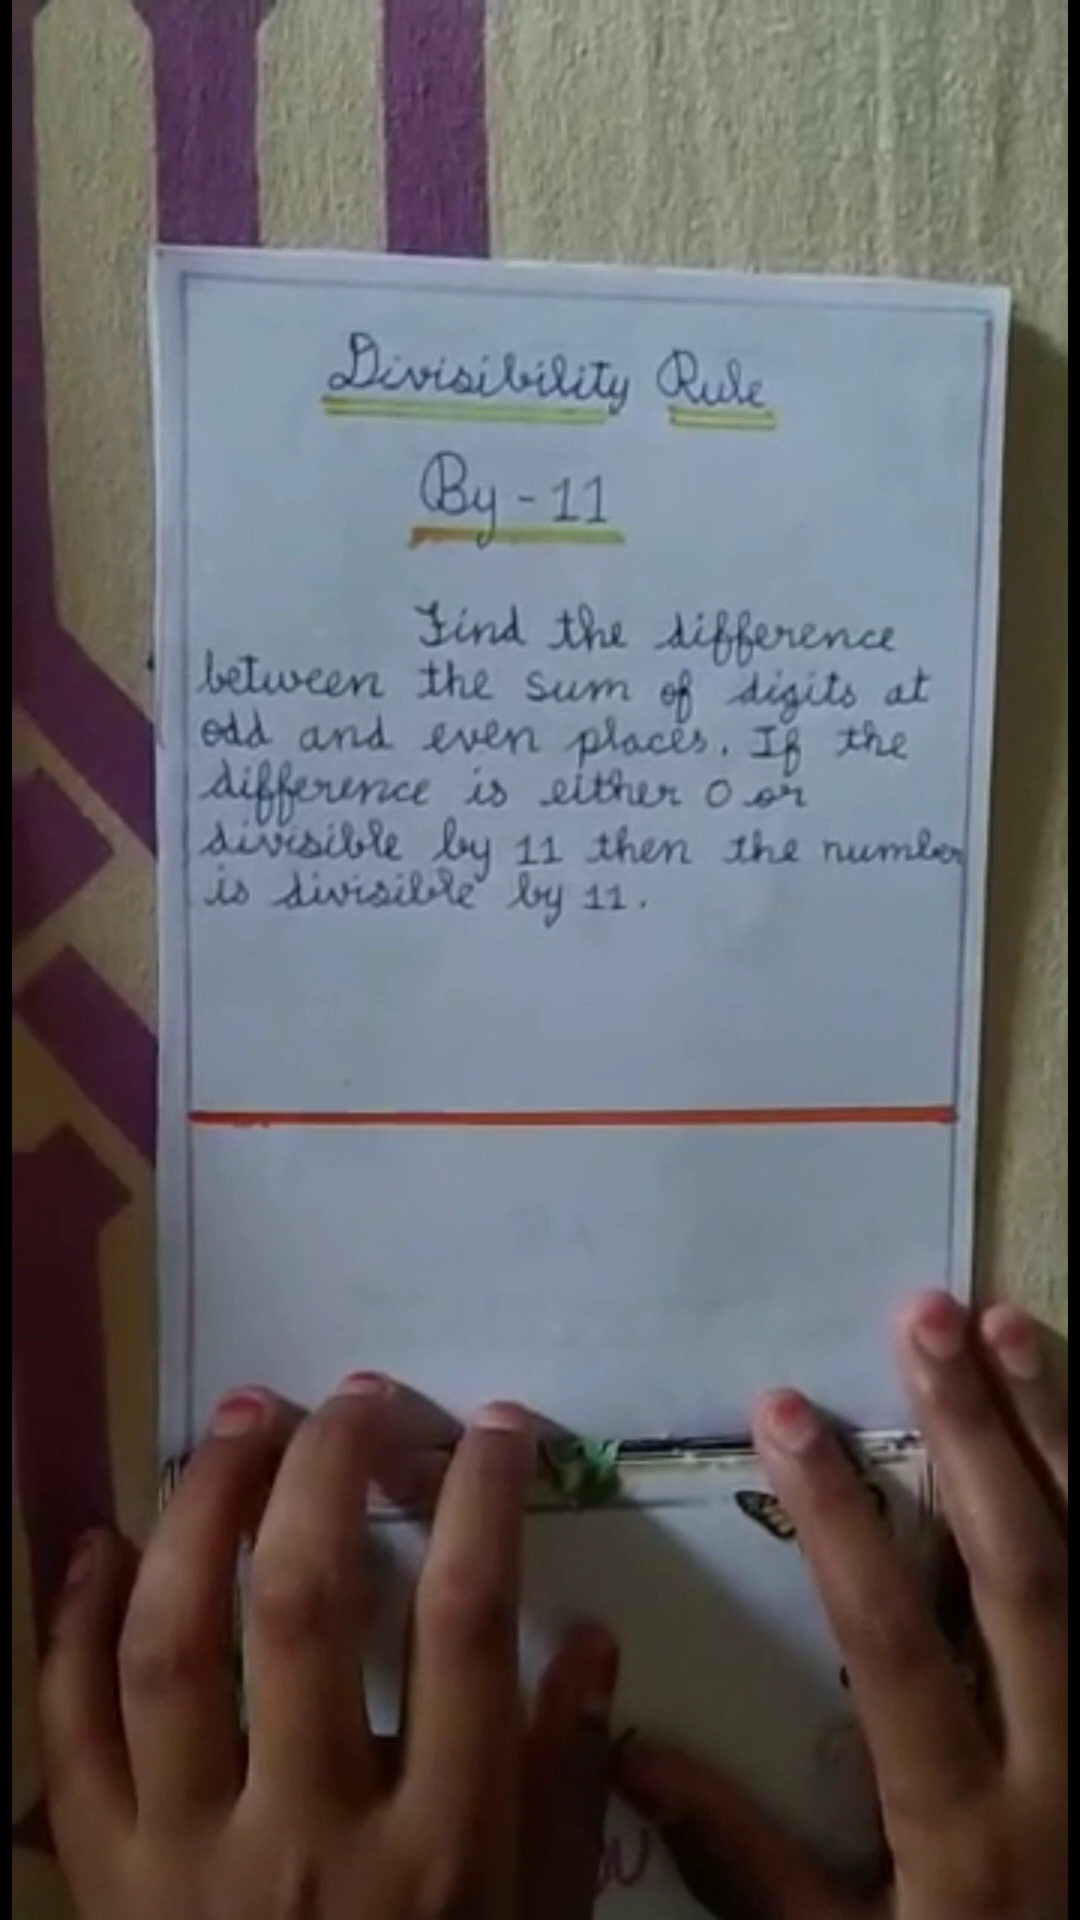 Divisibility Rule
By - 11
Find the difference
between the sum of digits at
odd and even places. If the
difference is either 0 or
divisible by 11 then the number
is divisible by 11.